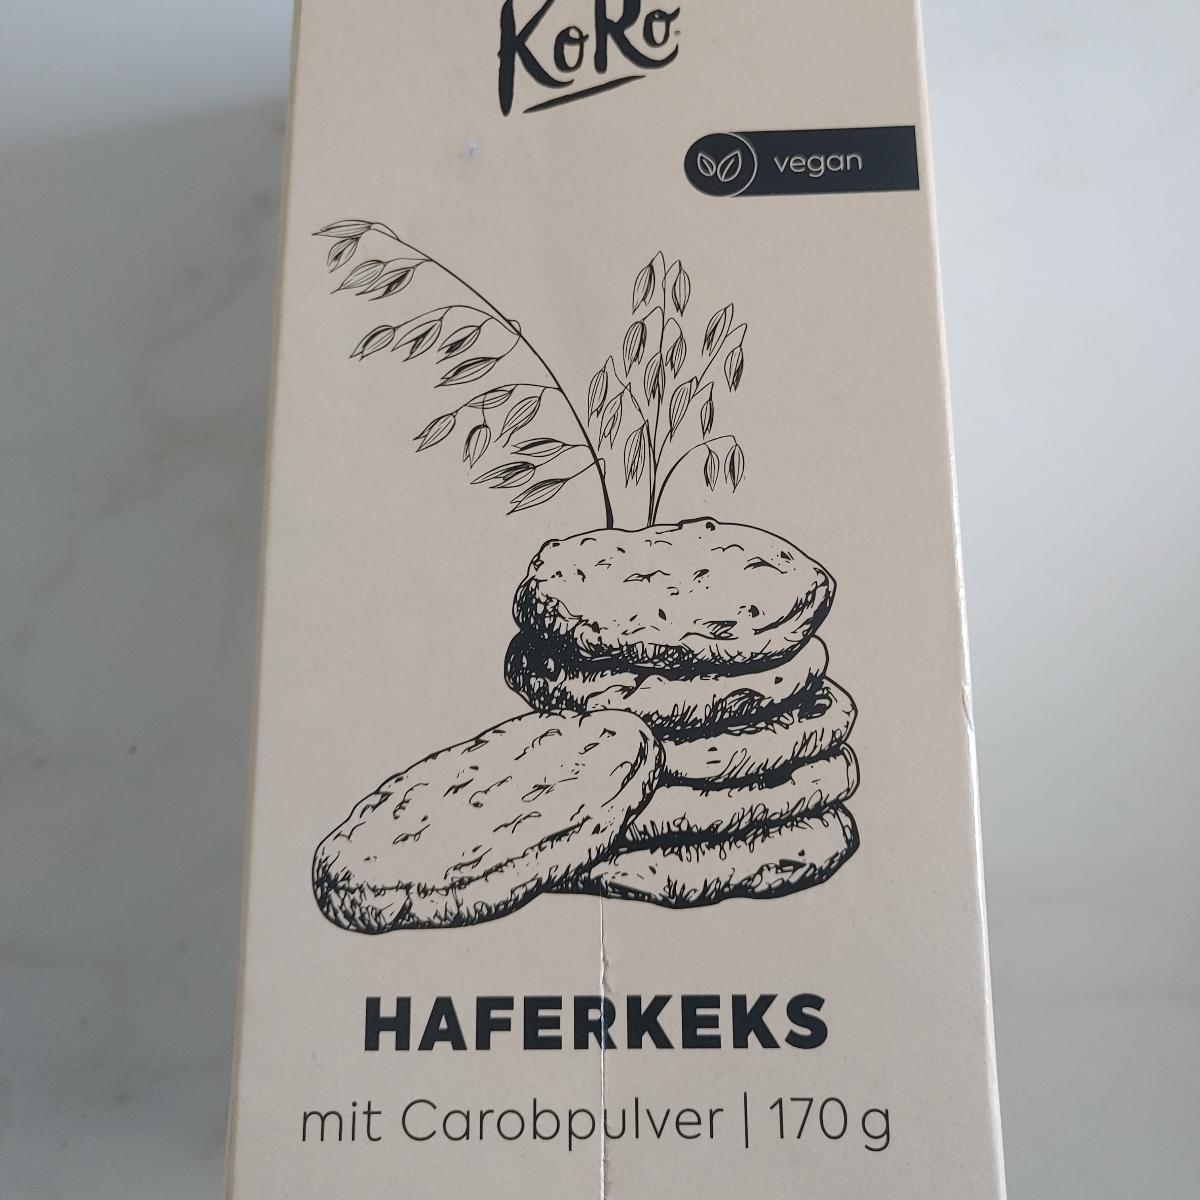 KoRo
vegan
HAFERKEKS
mit Carobpulver | 170 g